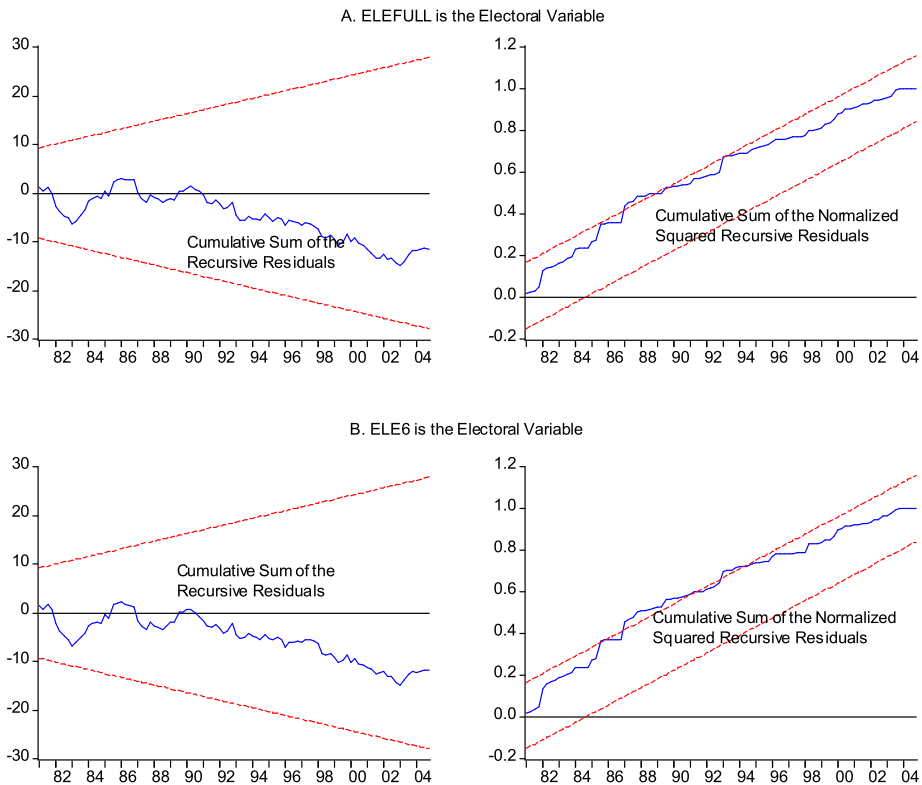 A. ELEFULL is the Electoral Variable
30
20
10
0
-10
-20
-30
Cumulative Sum of the
Recursive Residuals
82 84 86 88 90 92 94 96 98 00 02 04
1.2
1.0
0.8
0.6
0.4
0.2
0.0
-0.2
Cumulative Sum of the Normalized
Squared Recursive Residuals
82 84 86 88 90 92 94 96 98 00 02 04
B. ELE6 is the Electoral Variable
30
20
10
0
-10
-20
-30
Cumulative Sum of the
Recursive Residuals
82 84 86 88 90 92 94 96 98 00 02 04
1.2
1.0
0.8
0.6
0.4
0.2
0.0
-0.2
Cumulative Sum of the Normalized
Squared Recursive Residuals
82 84 86 88 90 92 94 96 98 00 02 04